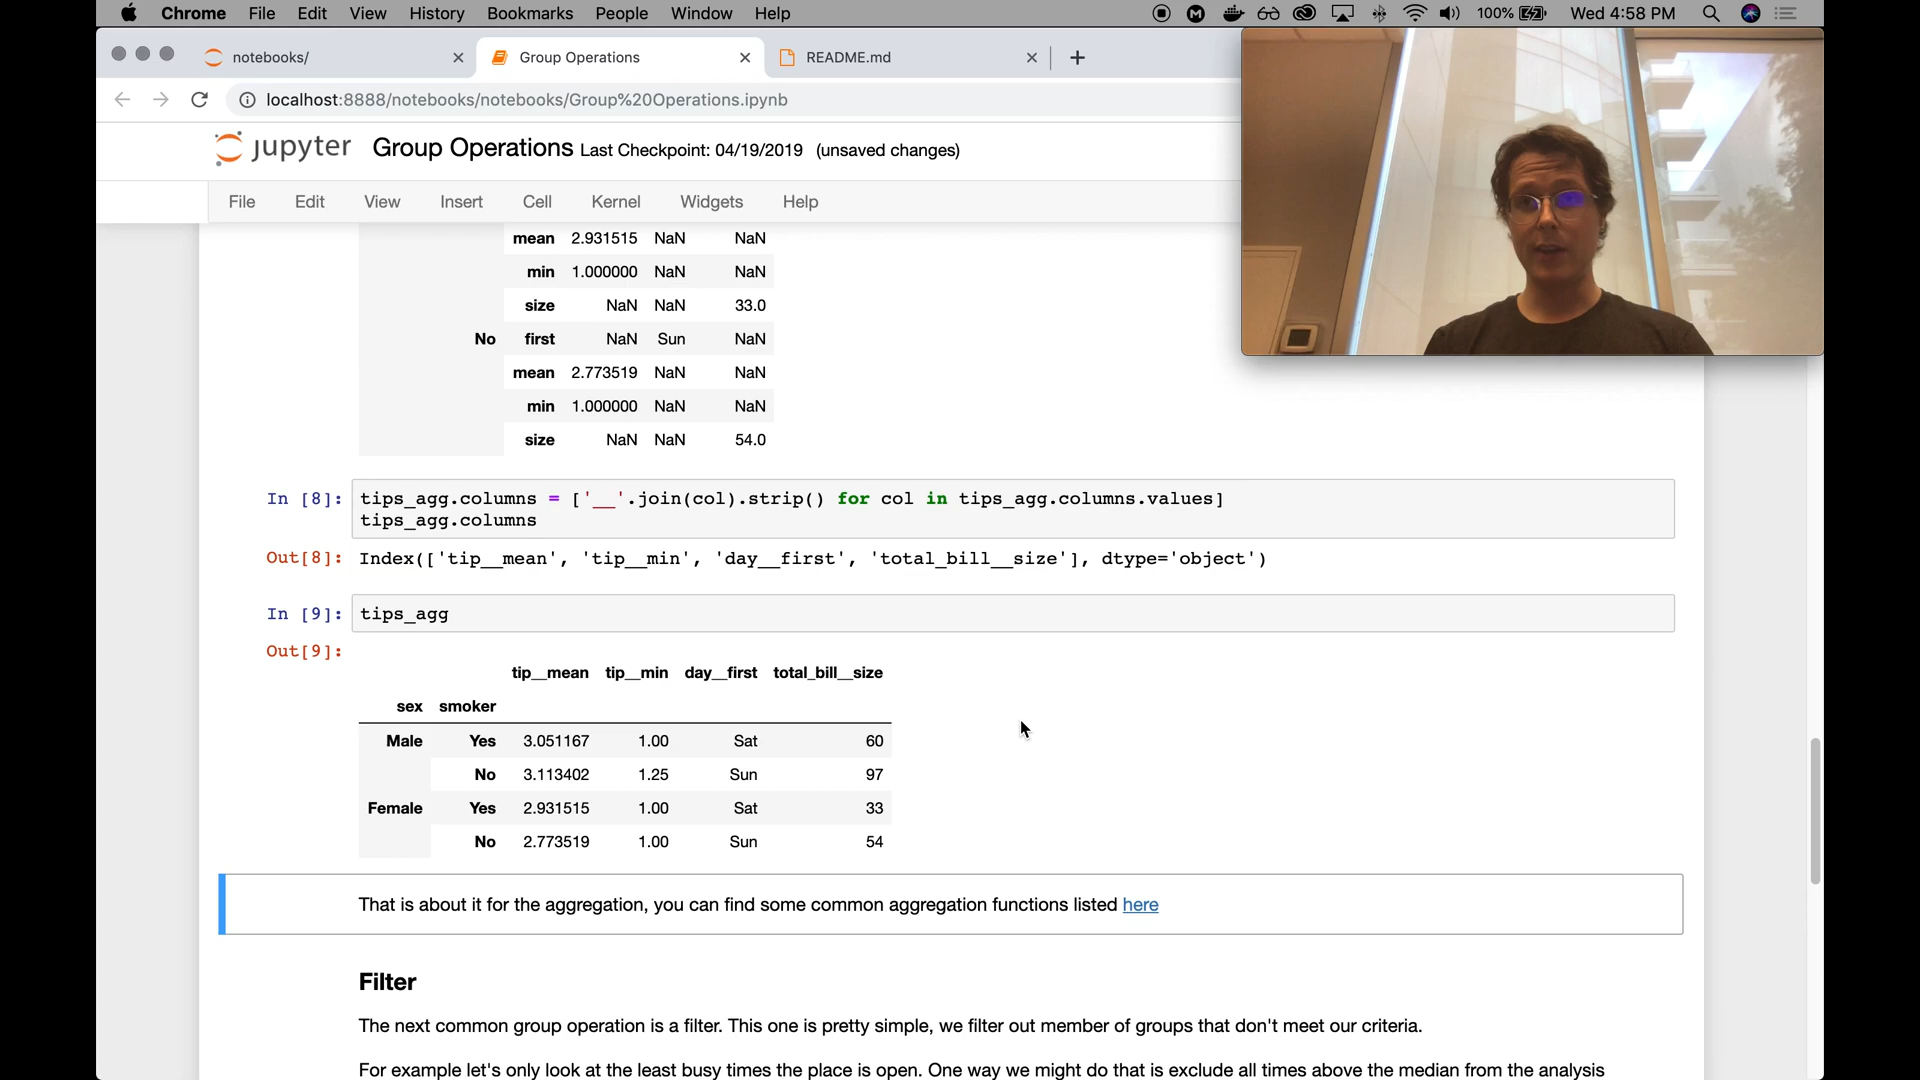 Chrome File Edit View History Bookmarks People Window Help 100% Wed 4:58 PM
notebooks/ Group Operations README.md
localhost:8888/notebooks/notebooks/Group%20Operations.ipynb
jupyter Group Operations Last Checkpoint: 04/19/2019 (unsaved changes)
File Edit View Insert Cell Kernel Widgets Help
mean 2.931515 NaN NaN
min 1.000000 NaN NaN
size NaN NaN 33.0
No first NaN Sun NaN
mean 2.773519 NaN NaN
min 1.000000 NaN NaN
size NaN NaN 54.0
In [8]: tips_agg.columns = ['__'.join(col).strip() for col in tips_agg.columns.values]
tips_agg.columns
Out[8]: Index(['tip__mean', 'tip__min', 'day__first', 'total_bill__size'], dtype='object')
In [9]: tips_agg
Out[9]:
tip__mean tip__min day__first total_bill__size
sex smoker
Male Yes 3.051167 1.00 Sat 60
No 3.113402 1.25 Sun 97
Female Yes 2.931515 1.00 Sat 33
No 2.773519 1.00 Sun 54
That is about it for the aggregation, you can find some common aggregation functions listed here
Filter
The next common group operation is a filter. This one is pretty simple, we filter out member of groups that don't meet our criteria.
For example let's only look at the least busy times the place is open. One way we might do that is exclude all times above the median from the analysis